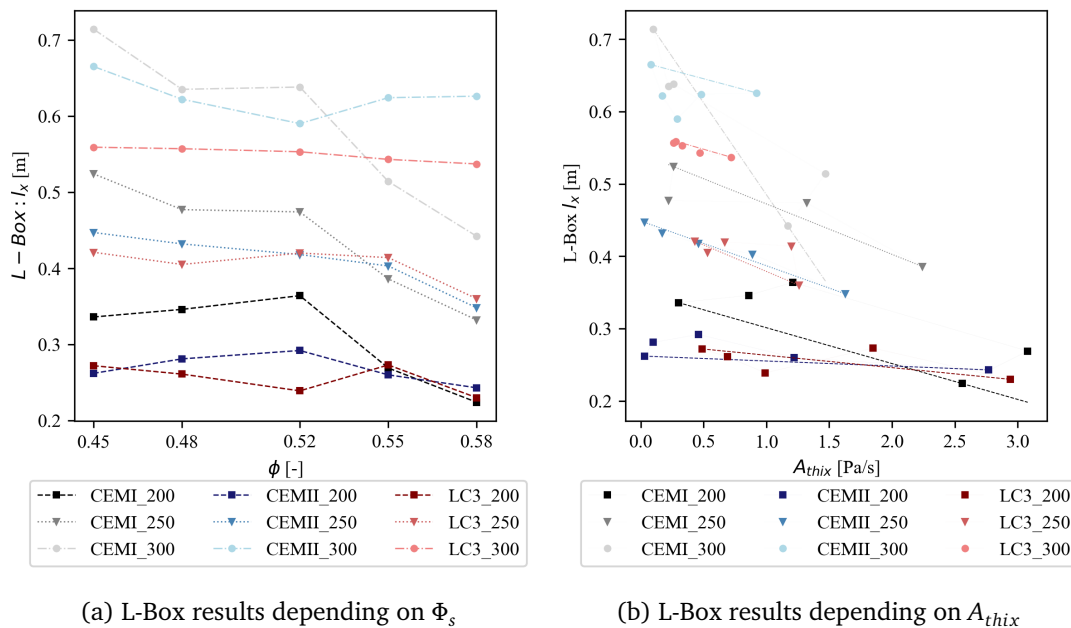 0.7
0.6
0.5
0.4
0.3
0.2
L − Box : l_x [m]
0.45 0.48 0.52 0.55 0.58
ϕ [-]
CEMI_200 CEMII_200 LC3_200
CEMI_250 CEMII_250 LC3_250
CEMI_300 CEMII_300 LC3_300
(a) L-Box results depending on Φ_s
0.7
0.6
0.5
0.4
0.3
0.2
L-Box l_x [m]
0.0 0.5 1.0 1.5 2.0 2.5 3.0
A_thix [Pa/s]
CEMI_200 CEMII_200 LC3_200
CEMI_250 CEMII_250 LC3_250
CEMI_300 CEMII_300 LC3_300
(b) L-Box results depending on A_thix